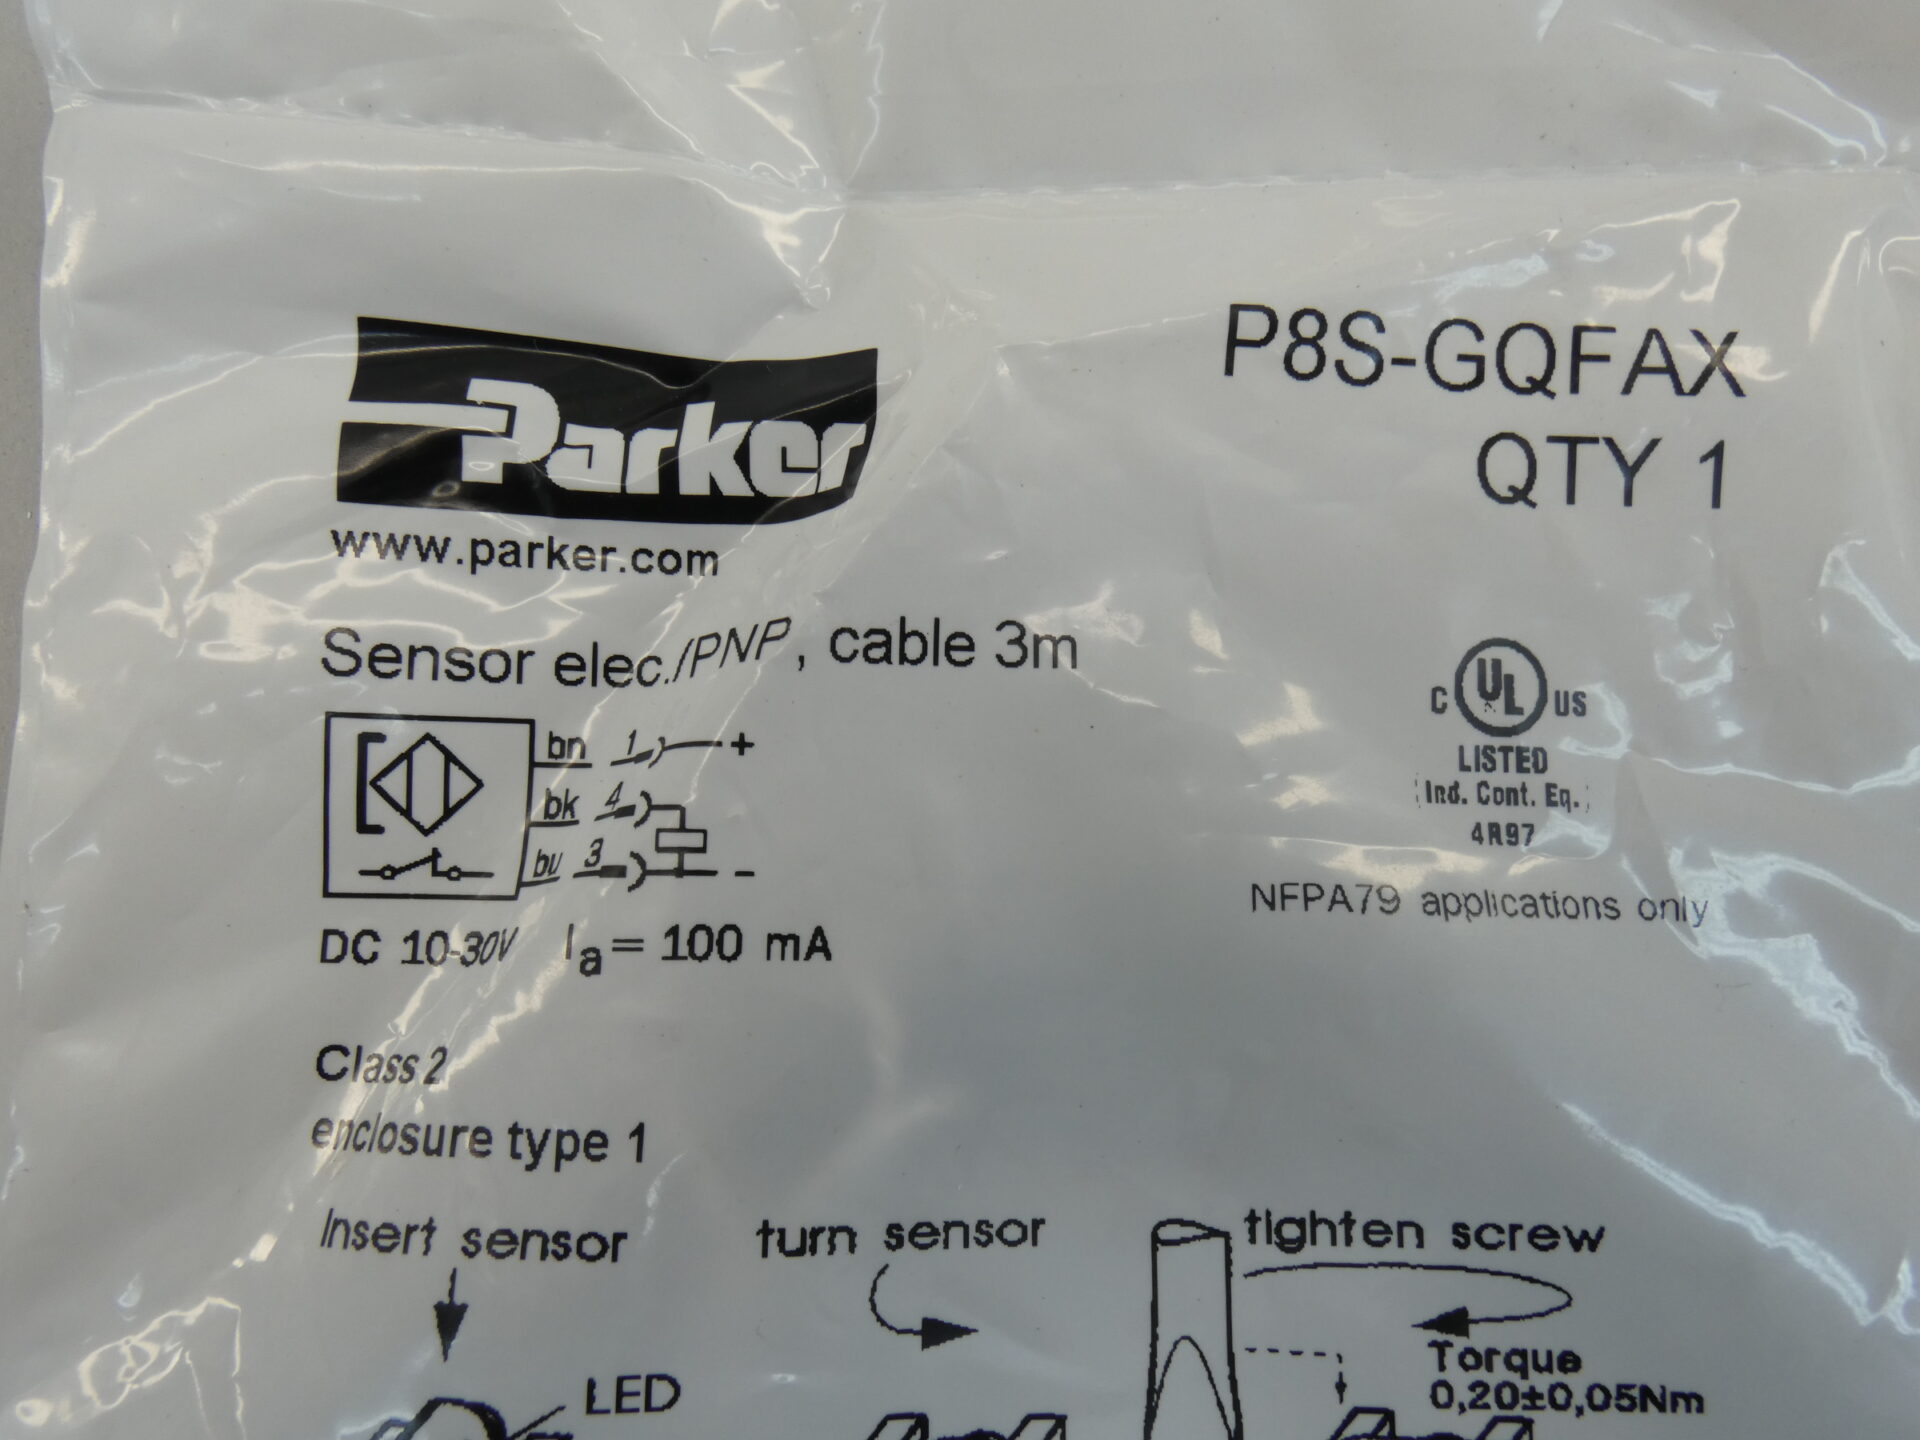 Parker
www.parker.com
P8S-GQFAX
QTY 1
Sensor elec./PNP, cable 3m
bn 1 +
bk 4
bu 3 -
DC 10-30V Ia = 100 mA
C UL US
LISTED
Ind. Cont. Eq.
4R97
NFPA79 applications only
Class 2
enclosure type 1
Insert sensor
turn sensor
tighten screw
Torque
0,20±0,05Nm
LED